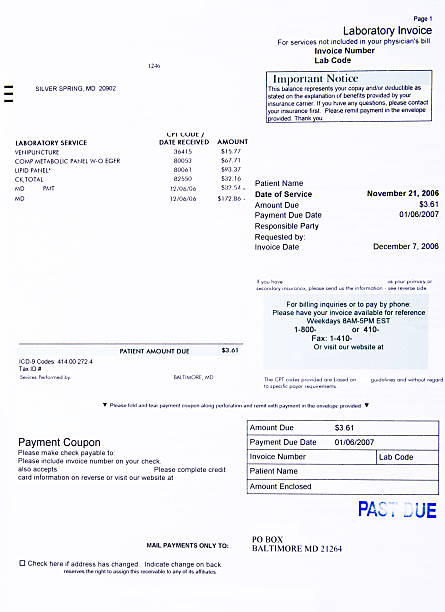 Page 1
Laboratory Invoice
For services not included in your physician's bill
Invoice Number
Lab Code
1246
SILVER SPRING, MD 20902
Important Notice
This balance represents your copay and/or deductible as
stated on the explanation of benefits provided by your
insurance carrier. If you have any questions, please contact
your insurance first. Please remit payment in the envelope
provided. Thank you.
CPT CODE /
LABORATORY SERVICE DATE RECEIVED AMOUNT
VENIPUNCTURE 36415 $15.77
COMP METABOLIC PANEL W-O EGFR 80053 $67.71
LIPID PANEL* 80061 $93.37
CK,TOTAL 82550 $32.16
MD PMT 12/06/06 $32.54 -
MD 12/06/06 $172.86 -
Patient Name
Date of Service November 21, 2006
Amount Due $3.61
Payment Due Date 01/06/2007
Responsible Party
Requested by:
Invoice Date December 7, 2006
If you have as your primary or
secondary insurance, please send us the information - see reverse side
For billing inquiries or to pay by phone:
Please have your invoice available for reference
Weekdays 8AM-5PM EST
1-800- or 410-
Fax: 1-410-
Or visit our website at
PATIENT AMOUNT DUE $3.61
ICD-9 Codes: 414.00 272.4
Tax ID #
Services Performed by: BALTIMORE, MD
The CPT codes provided are based on guidelines and without regard
to specific payor requirements
▼ Please fold and tear payment coupon along perforation and remit with payment in the envelope provided ▼
Payment Coupon
Please make check payable to:
Please include invoice number on your check.
also accepts Please complete credit
card information on reverse or visit our website at
Amount Due $3.61
Payment Due Date 01/06/2007
Invoice Number Lab Code
Patient Name
Amount Enclosed
PAST DUE
MAIL PAYMENTS ONLY TO:
PO BOX
BALTIMORE MD 21264
☐ Check here if address has changed. Indicate change on back
reserves the right to assign this receivable to any of its affiliates.